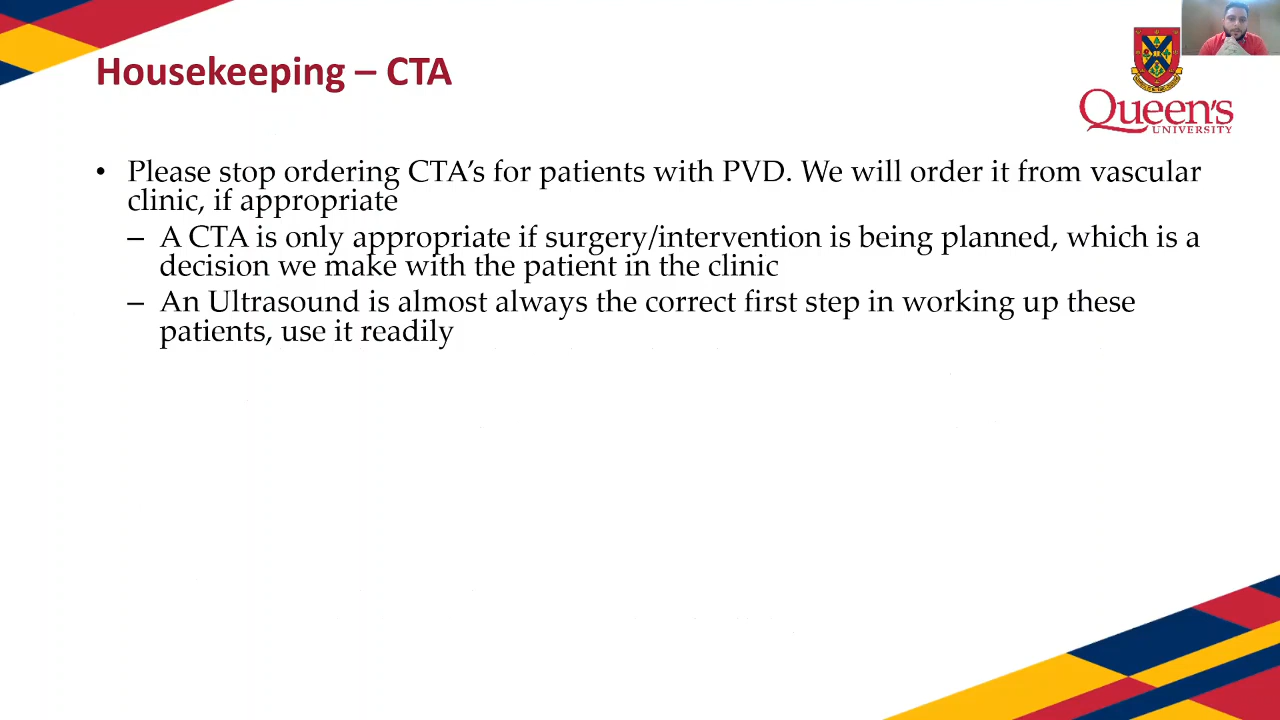 Housekeeping – CTA
Queen's
UNIVERSITY
• Please stop ordering CTA’s for patients with PVD. We will order it from vascular
clinic, if appropriate
– A CTA is only appropriate if surgery/intervention is being planned, which is a
decision we make with the patient in the clinic
– An Ultrasound is almost always the correct first step in working up these
patients, use it readily